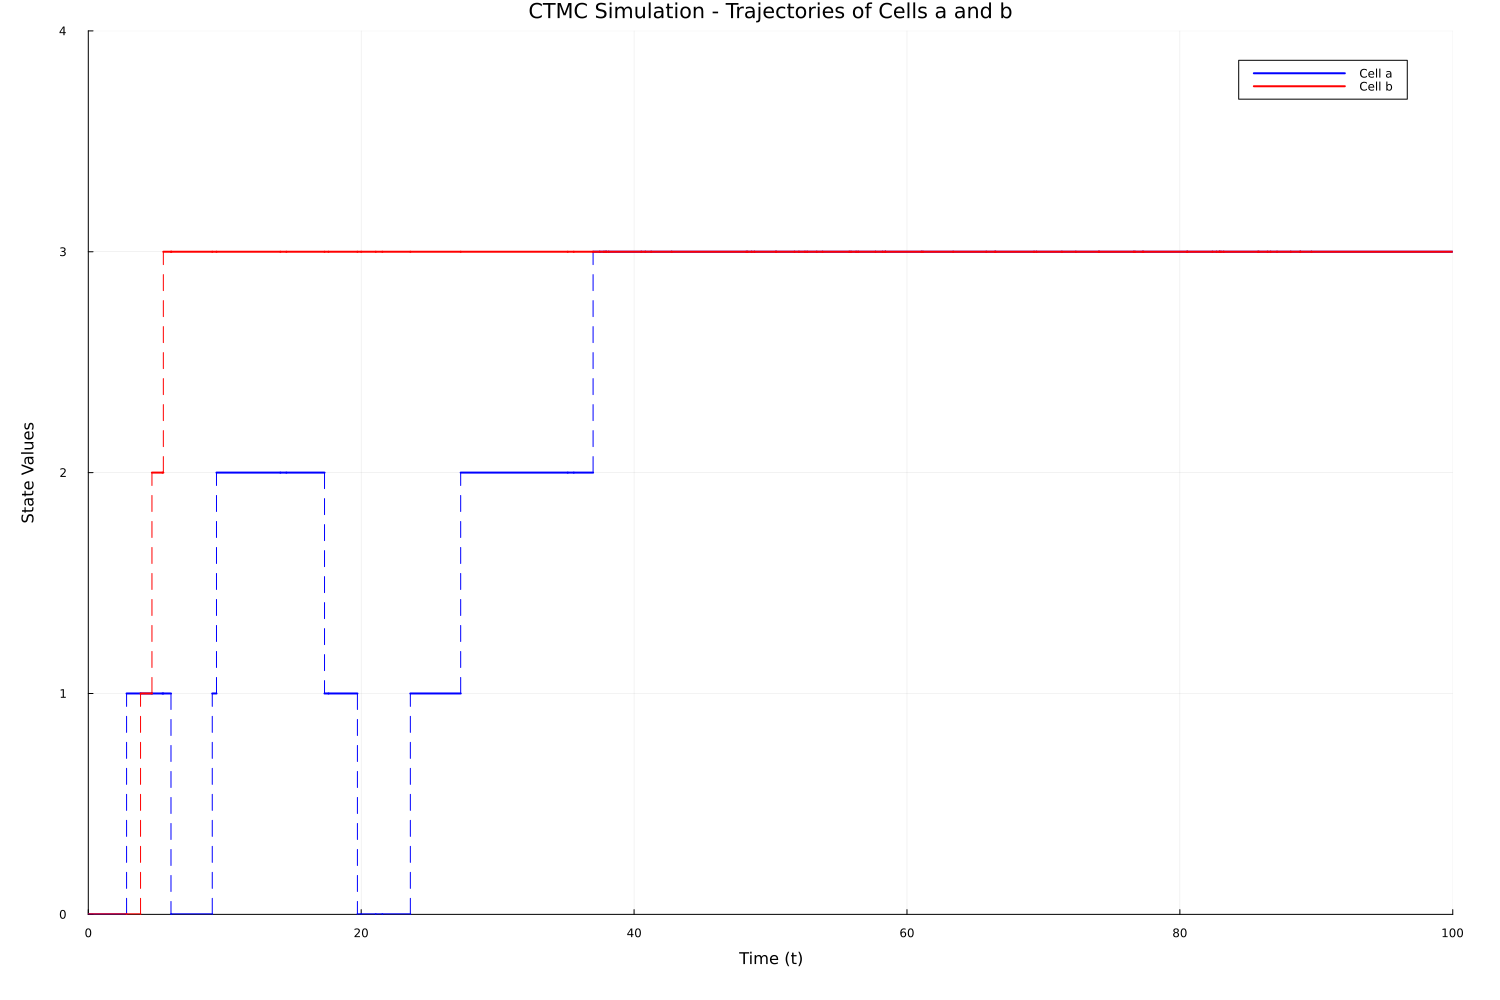 CTMC Simulation - Trajectories of Cells a and b
Cell a
Cell b
State Values
4
3
2
1
0
0 20 40 60 80 100
Time (t)